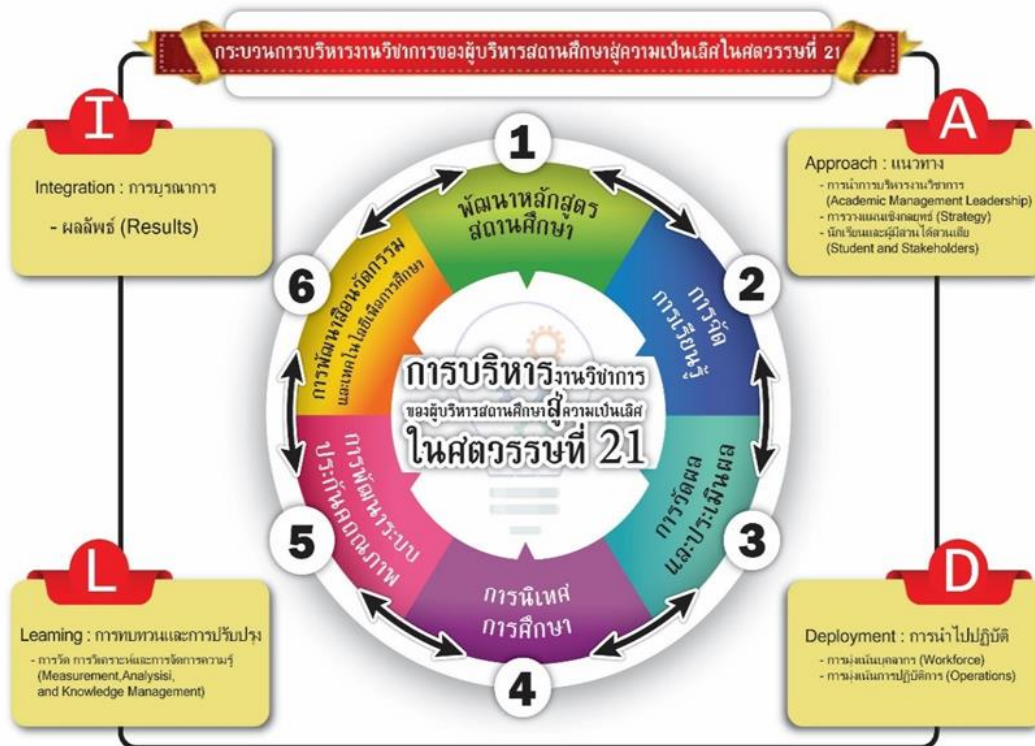 กระบวนการบริหารงานวิชาการของผู้บริหารสถานศึกษาสู่ความเป็นเลิศในศตวรรษที่ 21
I
Integration : การบูรณาการ
- ผลลัพธ์ (Results)
A
Approach : แนวทาง
- การนำการบริหารงานวิชาการ
(Academic Management Leadership)
- การวางแผนเชิงกลยุทธ์ (Strategy)
- นักเรียนและผู้มีส่วนได้ส่วนเสีย
(Student and Stakeholders)
1
พัฒนาหลักสูตร
สถานศึกษา
2
การจัด
การเรียนรู้
3
การวัดผล
และประเมินผล
4
การนิเทศ
การศึกษา
5
การพัฒนาระบบ
ประกันคุณภาพ
6
การพัฒนาสื่อนวัตกรรม
และเทคโนโลยีเพื่อการศึกษา
การบริหารงานวิชาการ
ของผู้บริหารสถานศึกษาสู่ความเป็นเลิศ
ในศตวรรษที่ 21
L
Learning : การทบทวนและการปรับปรุง
- การวัด การวิเคราะห์และการจัดการความรู้
(Measurement,Analysisi,
and Knowledge Management)
D
Deployment : การนำไปปฏิบัติ
- การมุ่งเน้นบุคลากร (Workforce)
- การมุ่งเน้นการปฏิบัติการ (Operations)